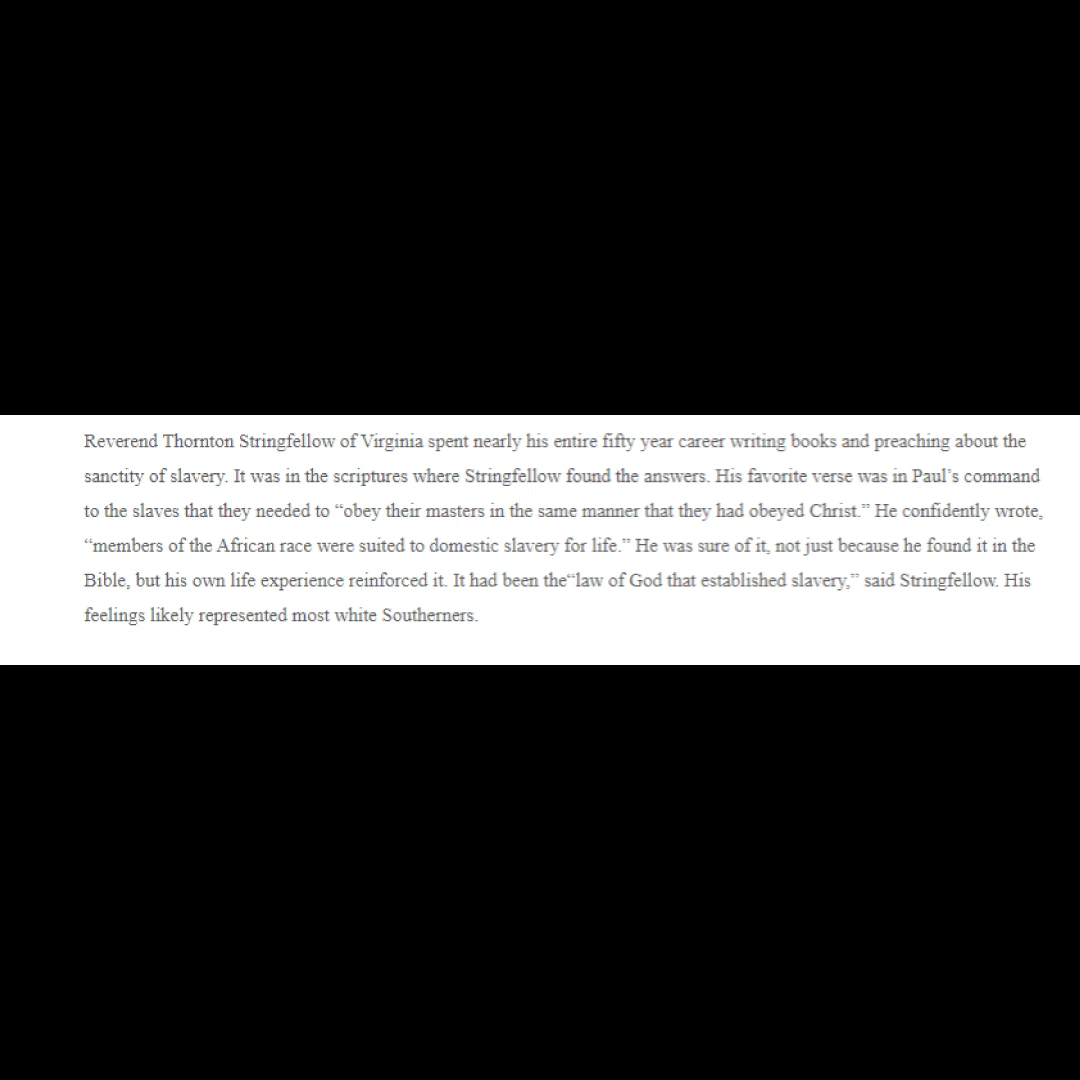 Reverend Thornton Stringfellow of Virginia spent nearly his entire fifty year career writing books and preaching about the
sanctity of slavery. It was in the scriptures where Stringfellow found the answers. His favorite verse was in Paul’s command
to the slaves that they needed to “obey their masters in the same manner that they had obeyed Christ.” He confidently wrote,
“members of the African race were suited to domestic slavery for life.” He was sure of it, not just because he found it in the
Bible, but his own life experience reinforced it. It had been the“law of God that established slavery,” said Stringfellow. His
feelings likely represented most white Southerners.